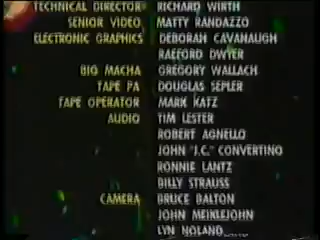 TECHNICAL DIRECTOR RICHARD WIRTH
SENIOR VIDEO MATTY RANDAZZO
ELECTRONIC GRAPHICS DEBORAH CAVANAUGH
RAEFORD DWYER
BIG MACHA GREGORY WALLACH
TAPE PA DOUGLAS SEPLER
TAPE OPERATOR MARK KATZ
AUDIO TIM LESTER
ROBERT AGNELLO
JOHN "J.C." CONVERTINO
RONNIE LANTZ
BILLY STRAUSS
CAMERA BRUCE BALTON
JOHN MEIKLEJOHN
LYN NOLAND